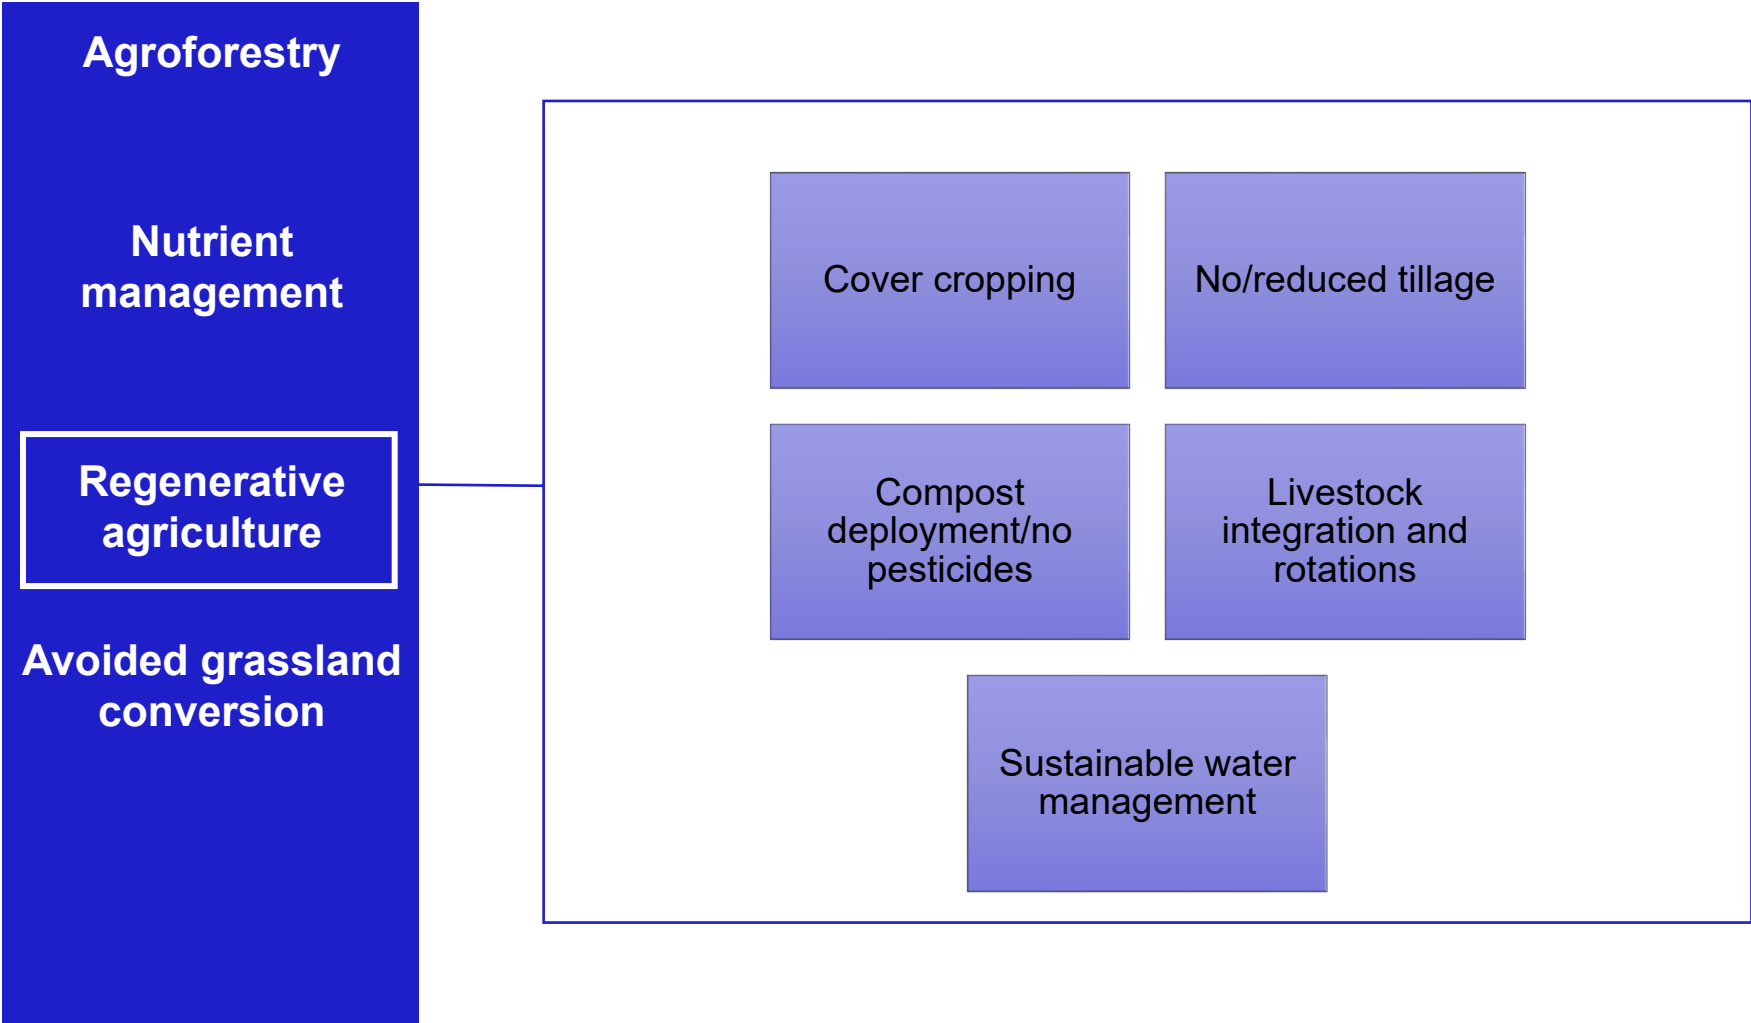 Agroforestry
Nutrient
management
Regenerative
agriculture
Avoided grassland
conversion
Cover cropping
No/reduced tillage
Compost
deployment/no
pesticides
Livestock
integration and
rotations
Sustainable water
management